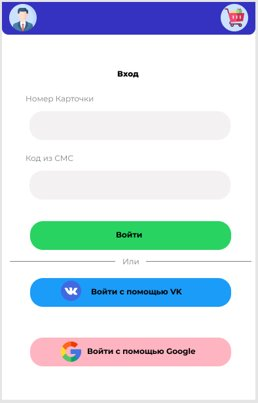 Вход
Номер Карточки
Код из СМС
Войти
Или
Войти с помощью VK
Войти с помощью Google